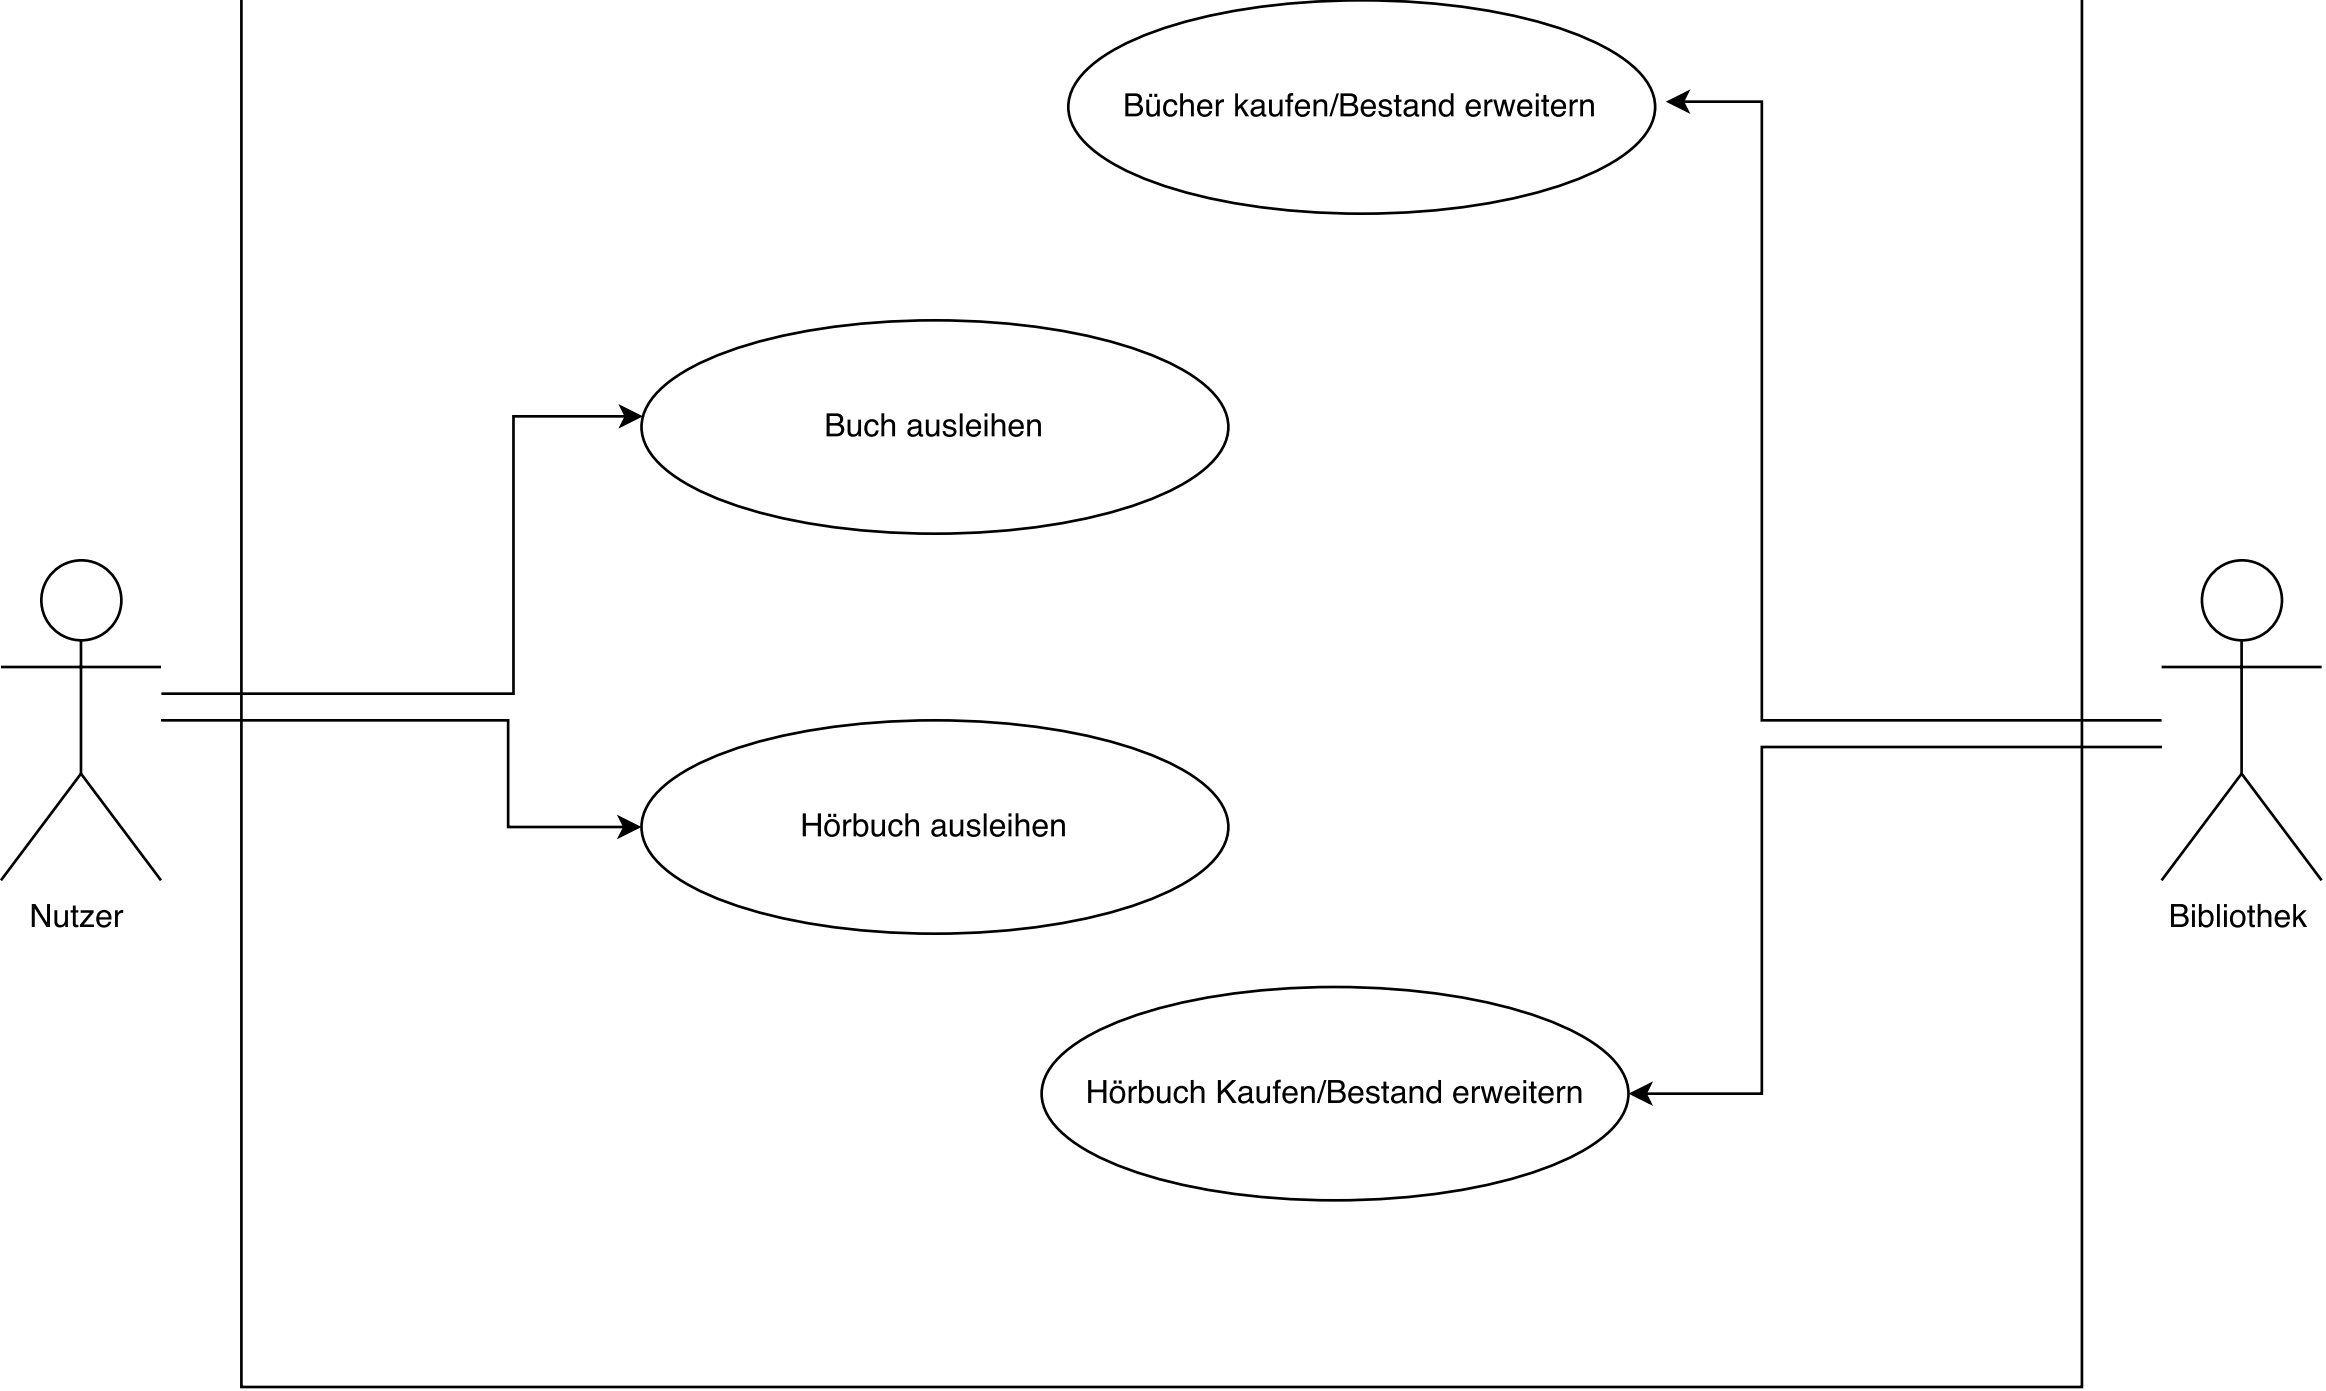 Bücher kaufen/Bestand erweitern
Buch ausleihen
Hörbuch ausleihen
Nutzer
Bibliothek
Hörbuch Kaufen/Bestand erweitern